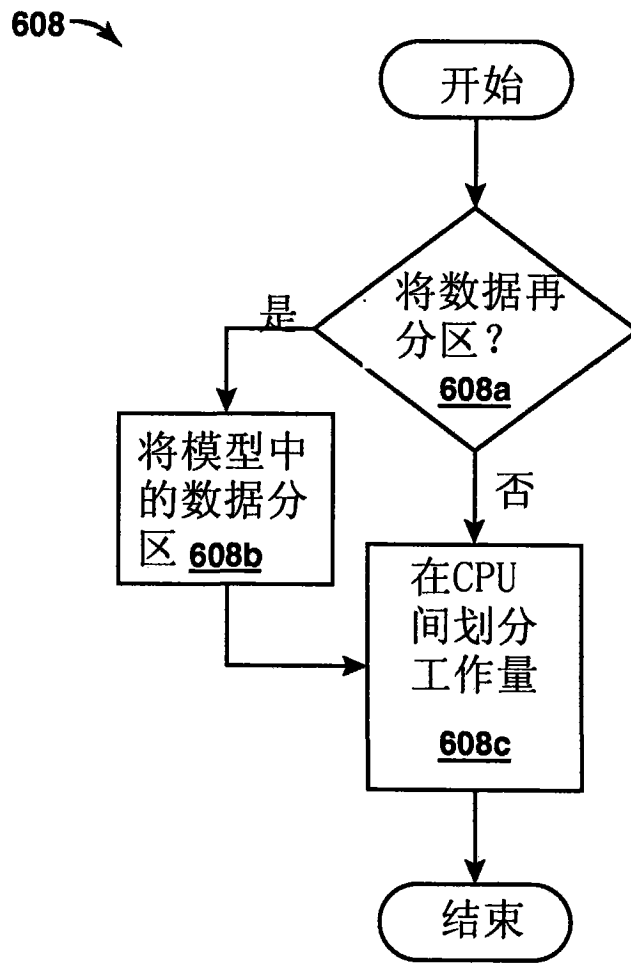 608
开始
将数据再
分区？
608a
是
将模型中
的数据分
区 608b
否
在CPU
间划分
工作量
608c
结束